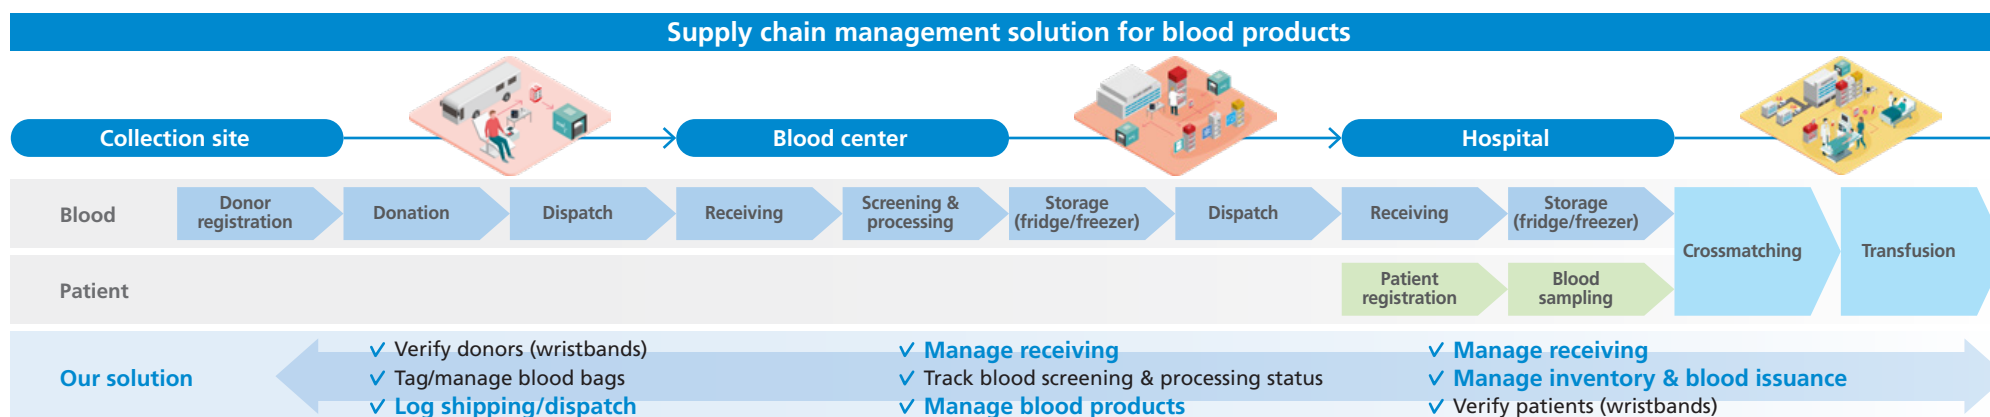 Supply chain management solution for blood products
Collection site
Blood center
Hospital
Blood
Donor
registration
Donation
Dispatch
Receiving
Screening &
processing
Storage
(fridge/freezer)
Dispatch
Receiving
Storage
(fridge/freezer)
Crossmatching
Transfusion
Patient
Patient
registration
Blood
sampling
Our solution
✓ Verify donors (wristbands)
✓ Tag/manage blood bags
✓ Log shipping/dispatch
✓ Manage receiving
✓ Track blood screening & processing status
✓ Manage blood products
✓ Manage receiving
✓ Manage inventory & blood issuance
✓ Verify patients (wristbands)